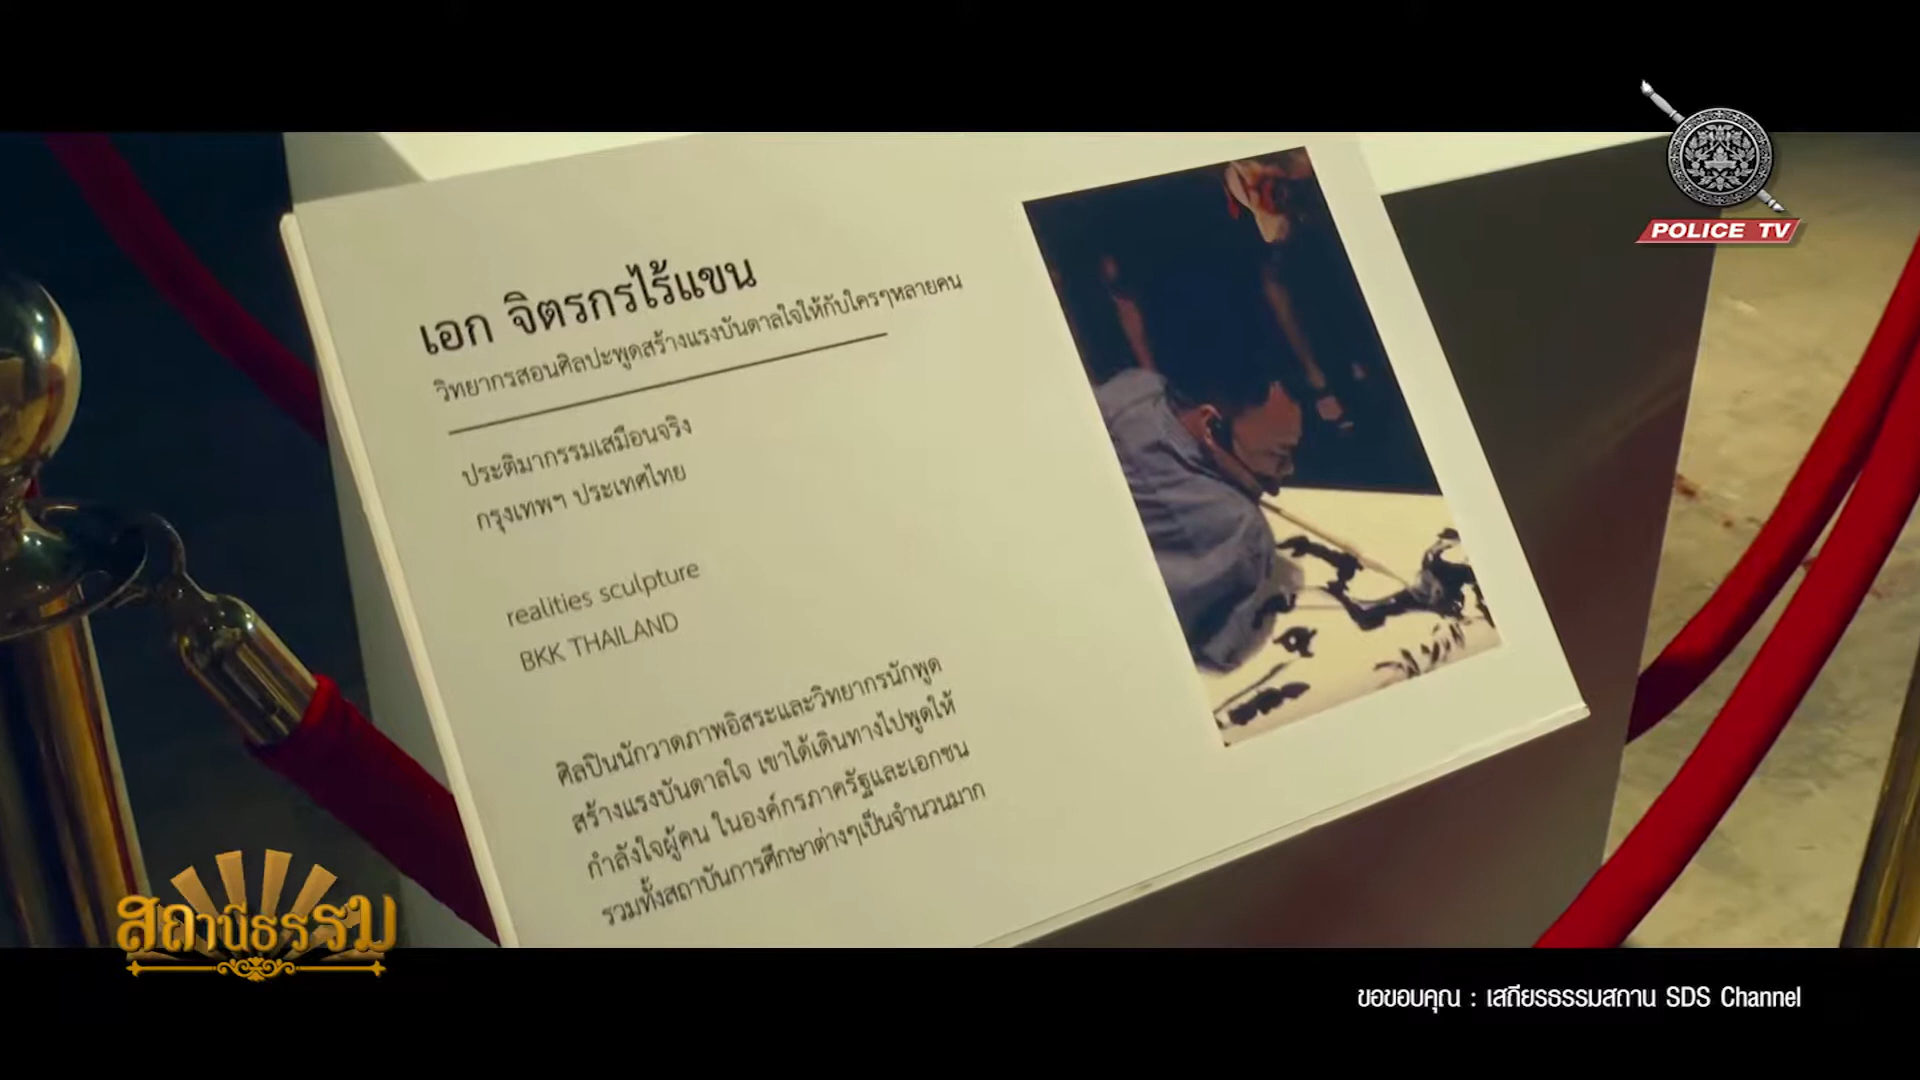 POLICE TV
เอก จิตรกรไร้แขน
วิทยากรสอนศิลปะพูดสร้างแรงบันดาลใจให้กับใครๆหลายคน
ประติมากรรมเสมือนจริง
กรุงเทพฯ ประเทศไทย
realities sculpture
BKK THAILAND
ศิลปินนักวาดภาพอิสระและวิทยากรนักพูด
สร้างแรงบันดาลใจ เขาได้เดินทางไปพูดให้
กำลังใจผู้คน ในองค์กรภาครัฐและเอกชน
รวมทั้งสถาบันการศึกษาต่างๆเป็นจำนวนมาก
สถานีธรรม
ขอขอบคุณ : เสถียรธรรมสถาน SDS Channel